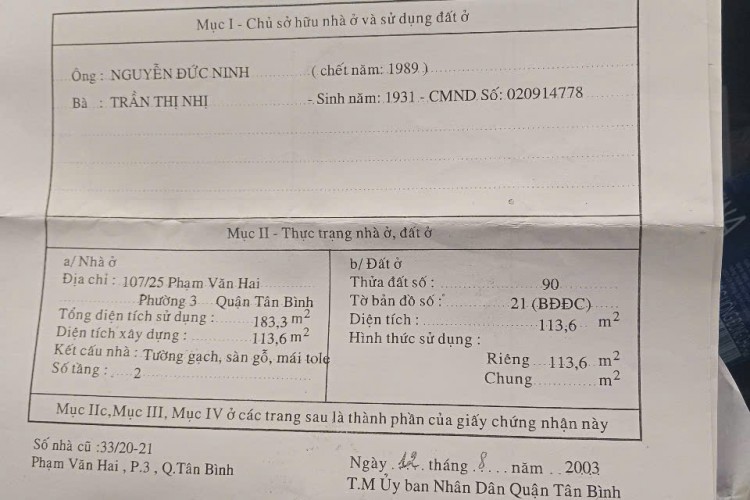 Mục I - Chủ sở hữu nhà ở và sử dụng đất ở
Ông : NGUYỄN ĐỨC NINH ( chết năm: 1989 )
Bà : TRẦN THỊ NHỊ - Sinh năm: 1931 - CMND Số: 020914778
Mục II - Thực trạng nhà ở, đất ở
a/ Nhà ở
Địa chỉ : 107/25 Phạm Văn Hai
Phường 3 Quận Tân Bình
Tổng diện tích sử dụng : 183,3 m2
Diện tích xây dựng : 113,6 m2
Kết cấu nhà : Tường gạch, sàn gỗ, mái tole
Số tầng : 2
b/ Đất ở
Thửa đất số : 90
Tờ bản đồ số : 21 (BĐĐC)
Diện tích : 113,6 m2
Hình thức sử dụng :
Riêng 113,6 m2
Chung m2
Mục IIc,Mục III, Mục IV ở các trang sau là thành phần của giấy chứng nhận này
Số nhà cũ :33/20-21
Phạm Văn Hai , P.3 , Q.Tân Bình
Ngày 12 tháng 8 năm 2003
T.M Ủy ban Nhân Dân Quận Tân Bình